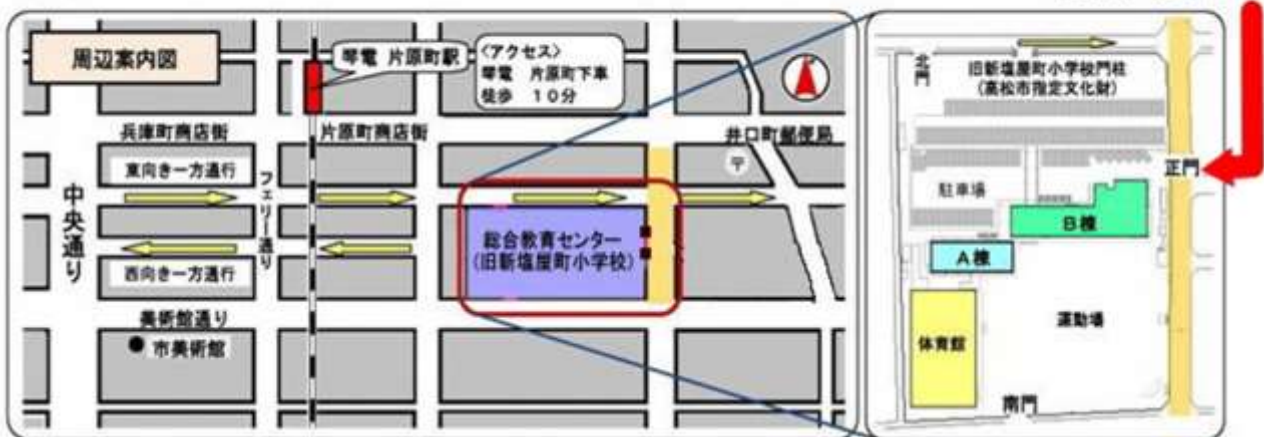 周辺案内図
琴電 片原町駅
〈アクセス〉
琴電 片原町下車
徒歩 10分
兵庫町商店街
片原町商店街
井口町郵便局
〒
東向き一方通行
中央通り
フェリー通り
総合教育センター
(旧新塩屋町小学校)
西向き一方通行
美術館通り
市美術館
北門
旧新塩屋町小学校門柱
(高松市指定文化財)
正門
駐車場
B棟
A棟
運動場
体育館
南門